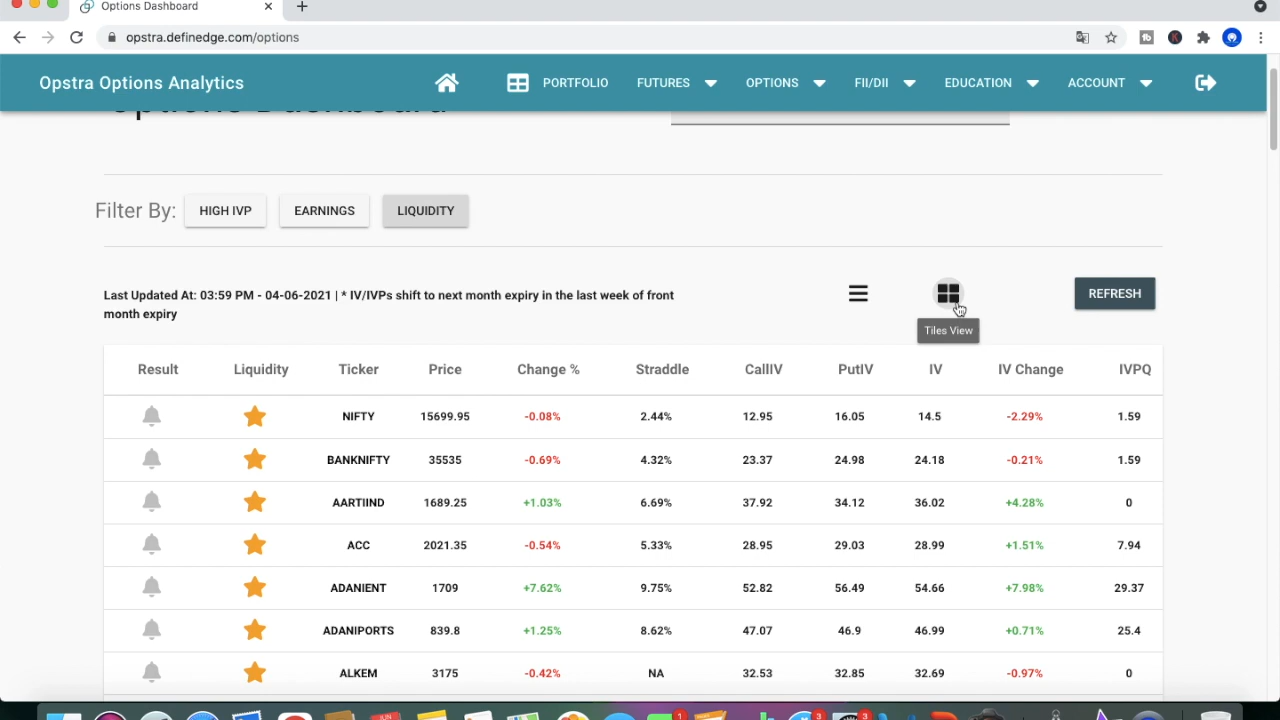 Options Dashboard
opstra.definedge.com/options
Opstra Options Analytics
PORTFOLIO FUTURES OPTIONS FII/DII EDUCATION ACCOUNT
Options Dashboard
Filter By: HIGH IVP EARNINGS LIQUIDITY
Last Updated At: 03:59 PM - 04-06-2021 | * IV/IVPs shift to next month expiry in the last week of front
month expiry
REFRESH
Tiles View
Result Liquidity Ticker Price Change % Straddle CallIV PutIV IV IV Change IVPQ
NIFTY 15699.95 -0.08% 2.44% 12.95 16.05 14.5 -2.29% 1.59
BANKNIFTY 35535 -0.69% 4.32% 23.37 24.98 24.18 -0.21% 1.59
AARTIIND 1689.25 +1.03% 6.69% 37.92 34.12 36.02 +4.28% 0
ACC 2021.35 -0.54% 5.33% 28.95 29.03 28.99 +1.51% 7.94
ADANIENT 1709 +7.62% 9.75% 52.82 56.49 54.66 +7.98% 29.37
ADANIPORTS 839.8 +1.25% 8.62% 47.07 46.9 46.99 +0.71% 25.4
ALKEM 3175 -0.42% NA 32.53 32.85 32.69 -0.97% 0
JUN 1 3 3